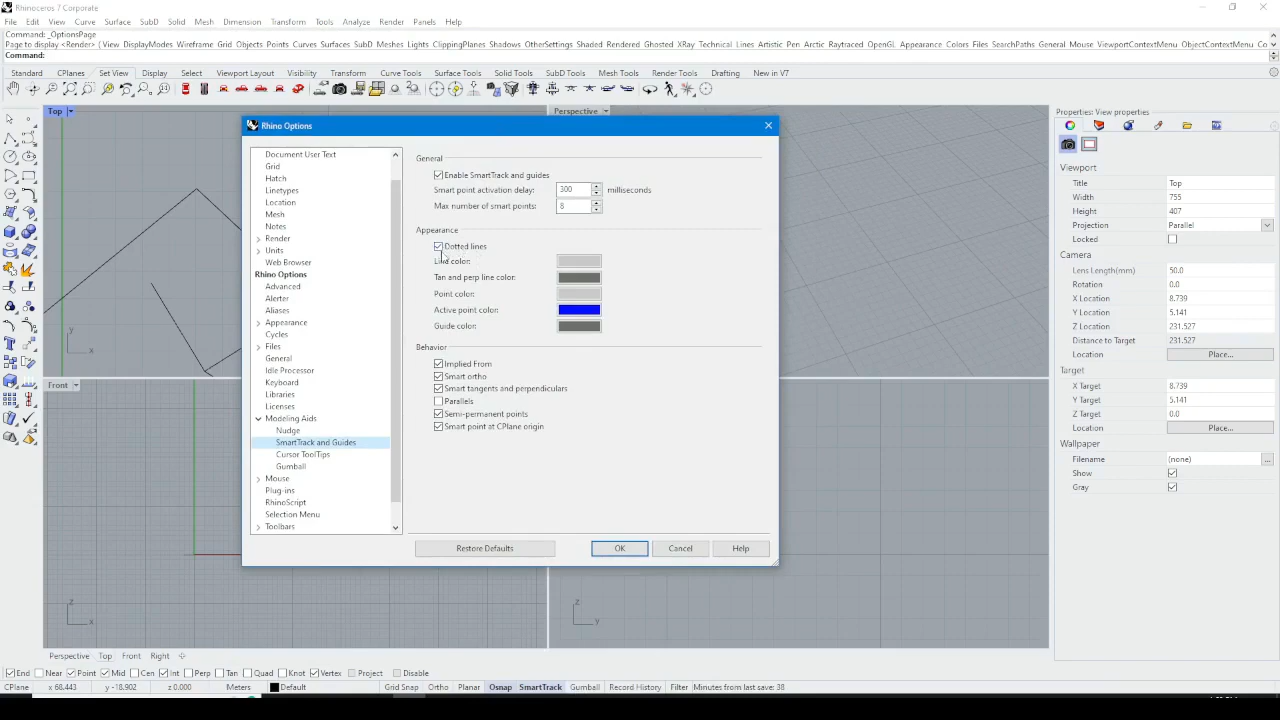 Rhinoceros 7 Corporate
File Edit View Curve Surface SubD Solid Mesh Dimension Transform Tools Analyze Render Panels Help
Command: _OptionsPage
Page to display <Render> ( View DisplayModes Wireframe Grid Objects Points Curves Surfaces SubD Meshes Lights ClippingPlanes Shadows OtherSettings Shaded Rendered Ghosted XRay Technical Lines Artistic Pen Arctic Raytraced OpenGL Appearance Colors Files SearchPaths General Mouse ViewportContextMenu ObjectContextMenu
Command:
Standard CPlanes Set View Display Select Viewport Layout Visibility Transform Curve Tools Surface Tools Solid Tools SubD Tools Mesh Tools Render Tools Drafting New in V7
Top
Perspective
Rhino Options
Document User Text
Grid
Hatch
Linetypes
Location
Mesh
Notes
Render
Units
Web Browser
Rhino Options
Advanced
Alerter
Aliases
Appearance
Cycles
Files
General
Idle Processor
Keyboard
Libraries
Licenses
Modeling Aids
Nudge
SmartTrack and Guides
Cursor ToolTips
Gumball
Mouse
Plug-ins
RhinoScript
Selection Menu
Toolbars
General
Enable SmartTrack and guides
Smart point activation delay: 300 milliseconds
Max number of smart points: 8
Appearance
Dotted lines
Line color:
Tan and perp line color:
Point color:
Active point color:
Guide color:
Behavior
Implied From
Smart ortho
Smart tangents and perpendiculars
Parallels
Semi-permanent points
Smart point at CPlane origin
Restore Defaults OK Cancel Help
Properties: View properties
Viewport
Title Top
Width 755
Height 407
Projection Parallel
Locked
Camera
Lens Length(mm) 50.0
Rotation 0.0
X Location 8.739
Y Location 5.141
Z Location 231.527
Distance to Target 231.527
Location Place...
Target
X Target 8.739
Y Target 5.141
Z Target 0.0
Location Place...
Wallpaper
Filename (none) ...
Show
Gray
y
x
Front
z
x
z
y
Perspective Top Front Right
End Near Point Mid Cen Int Perp Tan Quad Knot Vertex Project Disable
CPlane x 68.443 y -18.902 z 0.000 Meters Default Grid Snap Ortho Planar Osnap SmartTrack Gumball Record History Filter Minutes from last save: 38